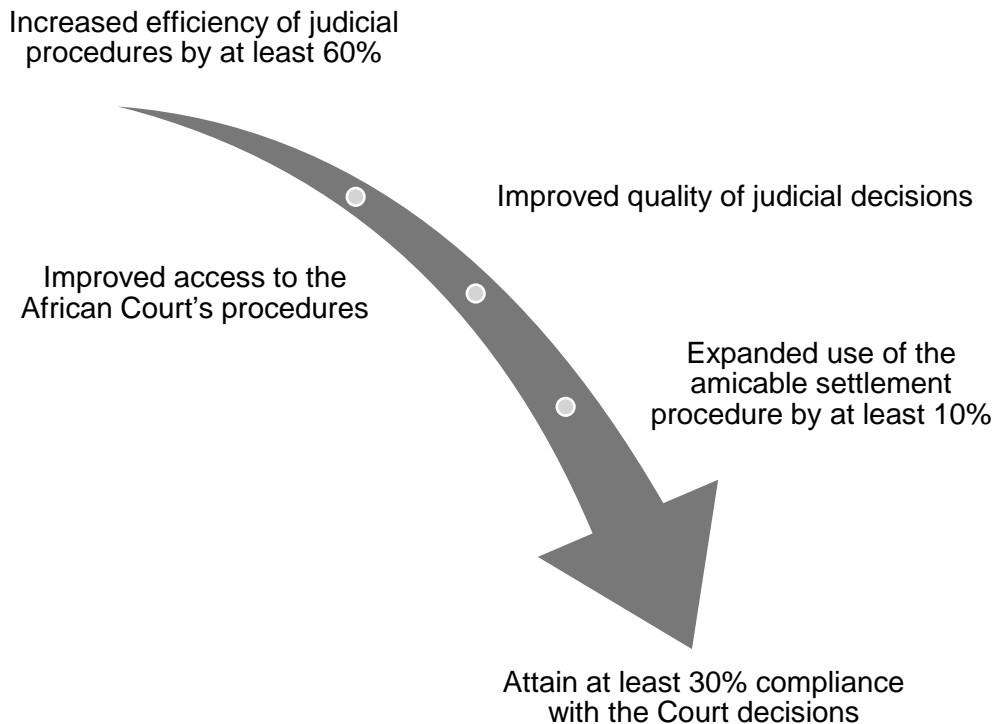 Increased efficiency of judicial
procedures by at least 60%
Improved quality of judicial decisions
Improved access to the
African Court’s procedures
Expanded use of the
amicable settlement
procedure by at least 10%
Attain at least 30% compliance
with the Court decisions